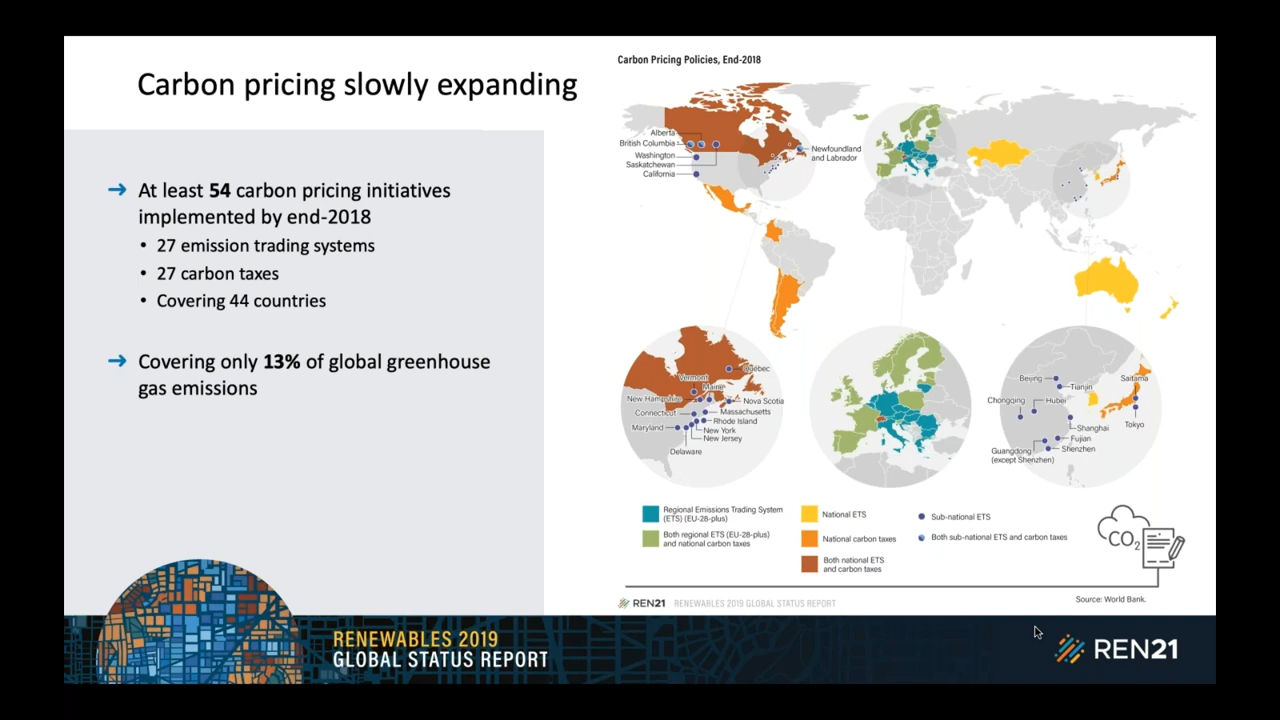 Carbon pricing slowly expanding
→ At least 54 carbon pricing initiatives
implemented by end-2018
• 27 emission trading systems
• 27 carbon taxes
• Covering 44 countries
→ Covering only 13% of global greenhouse
gas emissions
Carbon Pricing Policies, End-2018
Alberta
British Columbia
Washington
Saskatchewan
California
Newfoundland
and Labrador
Québec
Vermont
Maine
New Hampshire
Nova Scotia
Connecticut
Massachusetts
Rhode Island
Maryland
New York
New Jersey
Delaware
Beijing
Tianjin
Saitama
Chongqing
Hubei
Tokyo
Shanghai
Fujian
Guangdong
(except Shenzhen)
Shenzhen
Regional Emissions Trading System
(ETS) (EU-28-plus)
Both regional ETS (EU-28-plus)
and national carbon taxes
National ETS
National carbon taxes
Both national ETS
and carbon taxes
Sub-national ETS
Both sub-national ETS and carbon taxes
CO2
REN21 RENEWABLES 2019 GLOBAL STATUS REPORT
Source: World Bank.
RENEWABLES 2019
GLOBAL STATUS REPORT
REN21